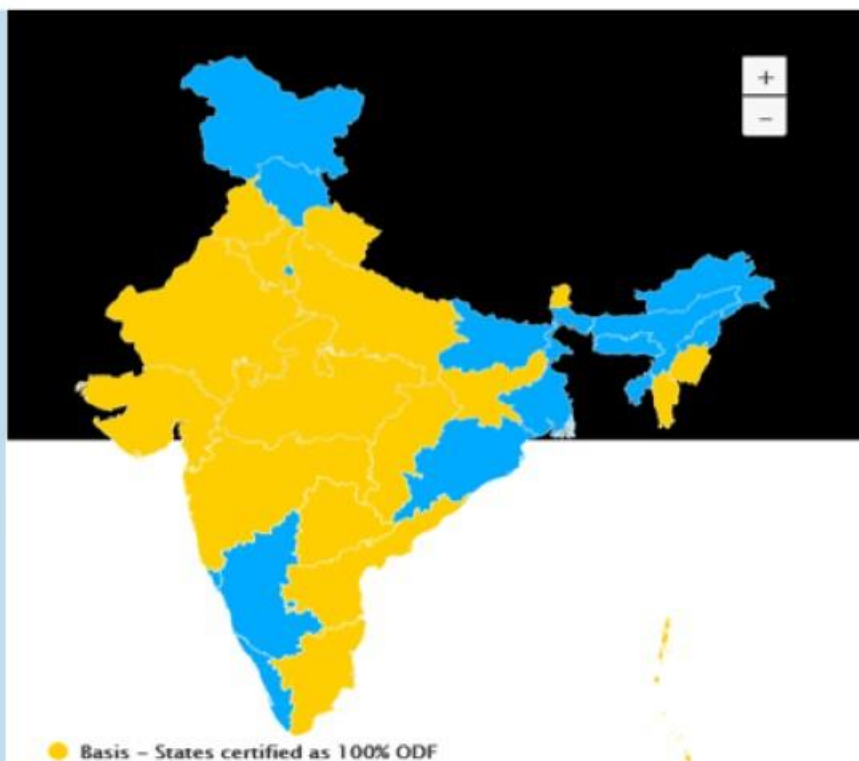 +
−
Basis – States certified as 100% ODF